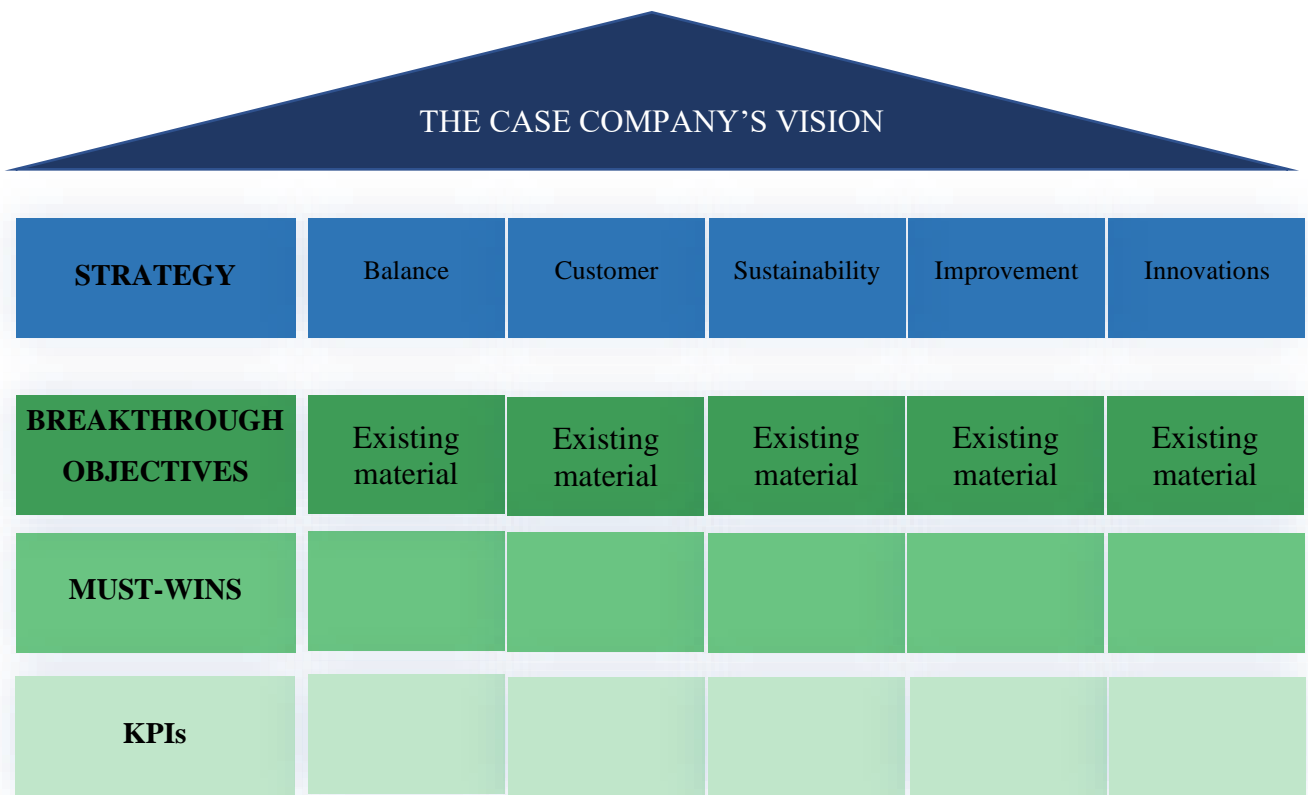 THE CASE COMPANY’S VISION
STRATEGY
Balance
Customer
Sustainability
Improvement
Innovations
BREAKTHROUGH
OBJECTIVES
Existing
material
Existing
material
Existing
material
Existing
material
Existing
material
MUST-WINS
KPIs